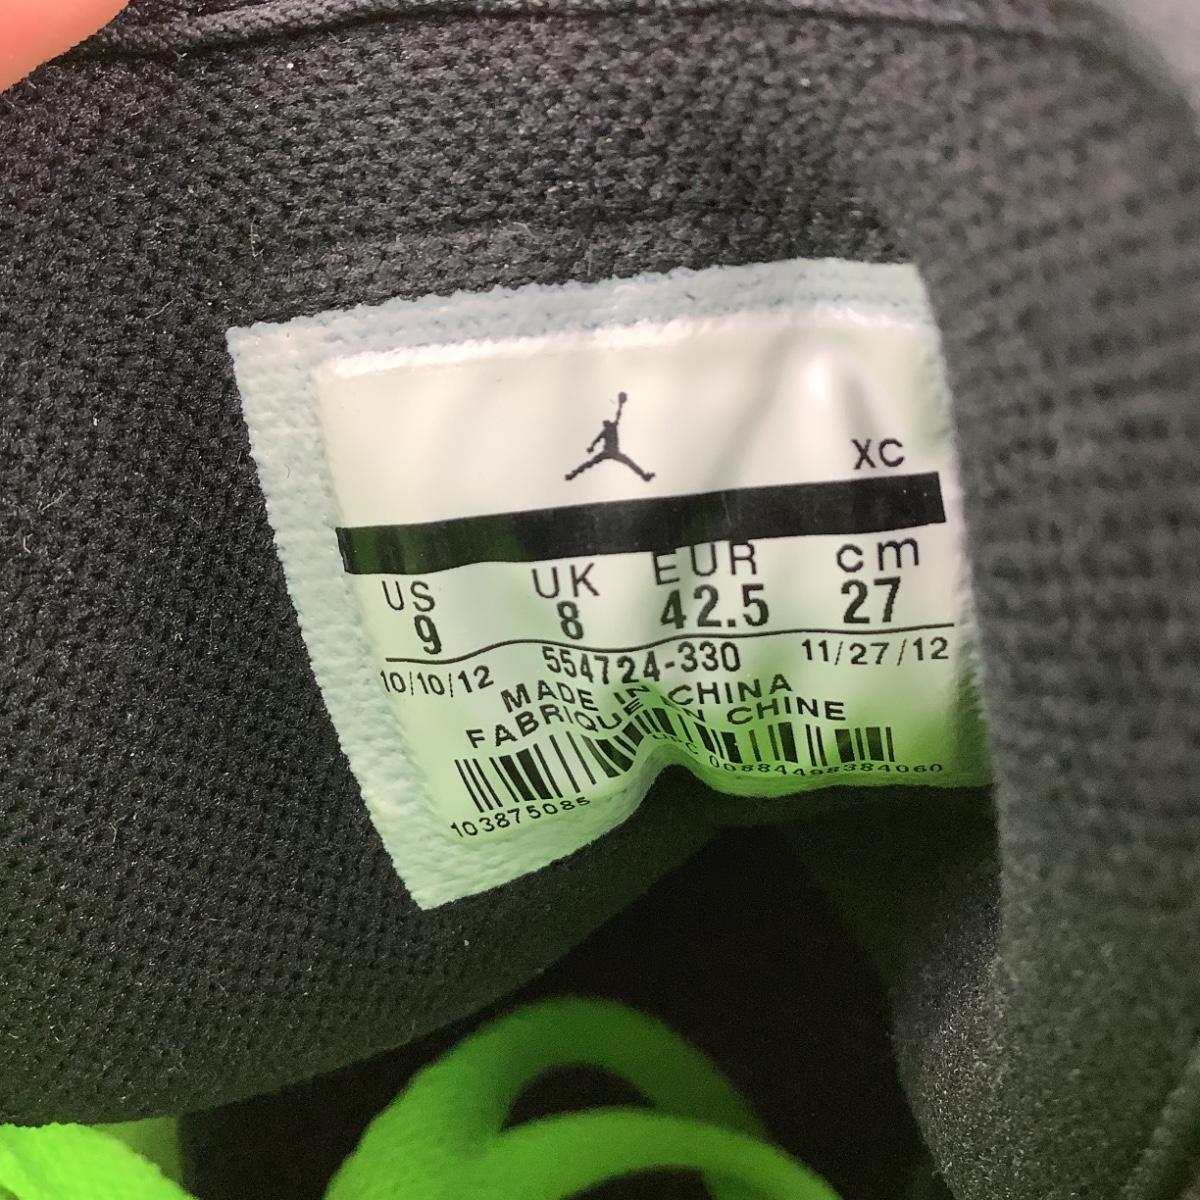 XC
US UK EUR cm
9 8 42.5 27
10/10/12 554724-330 11/27/12
MADE IN CHINA
FABRIQUE EN CHINE
103875085 00884498384060